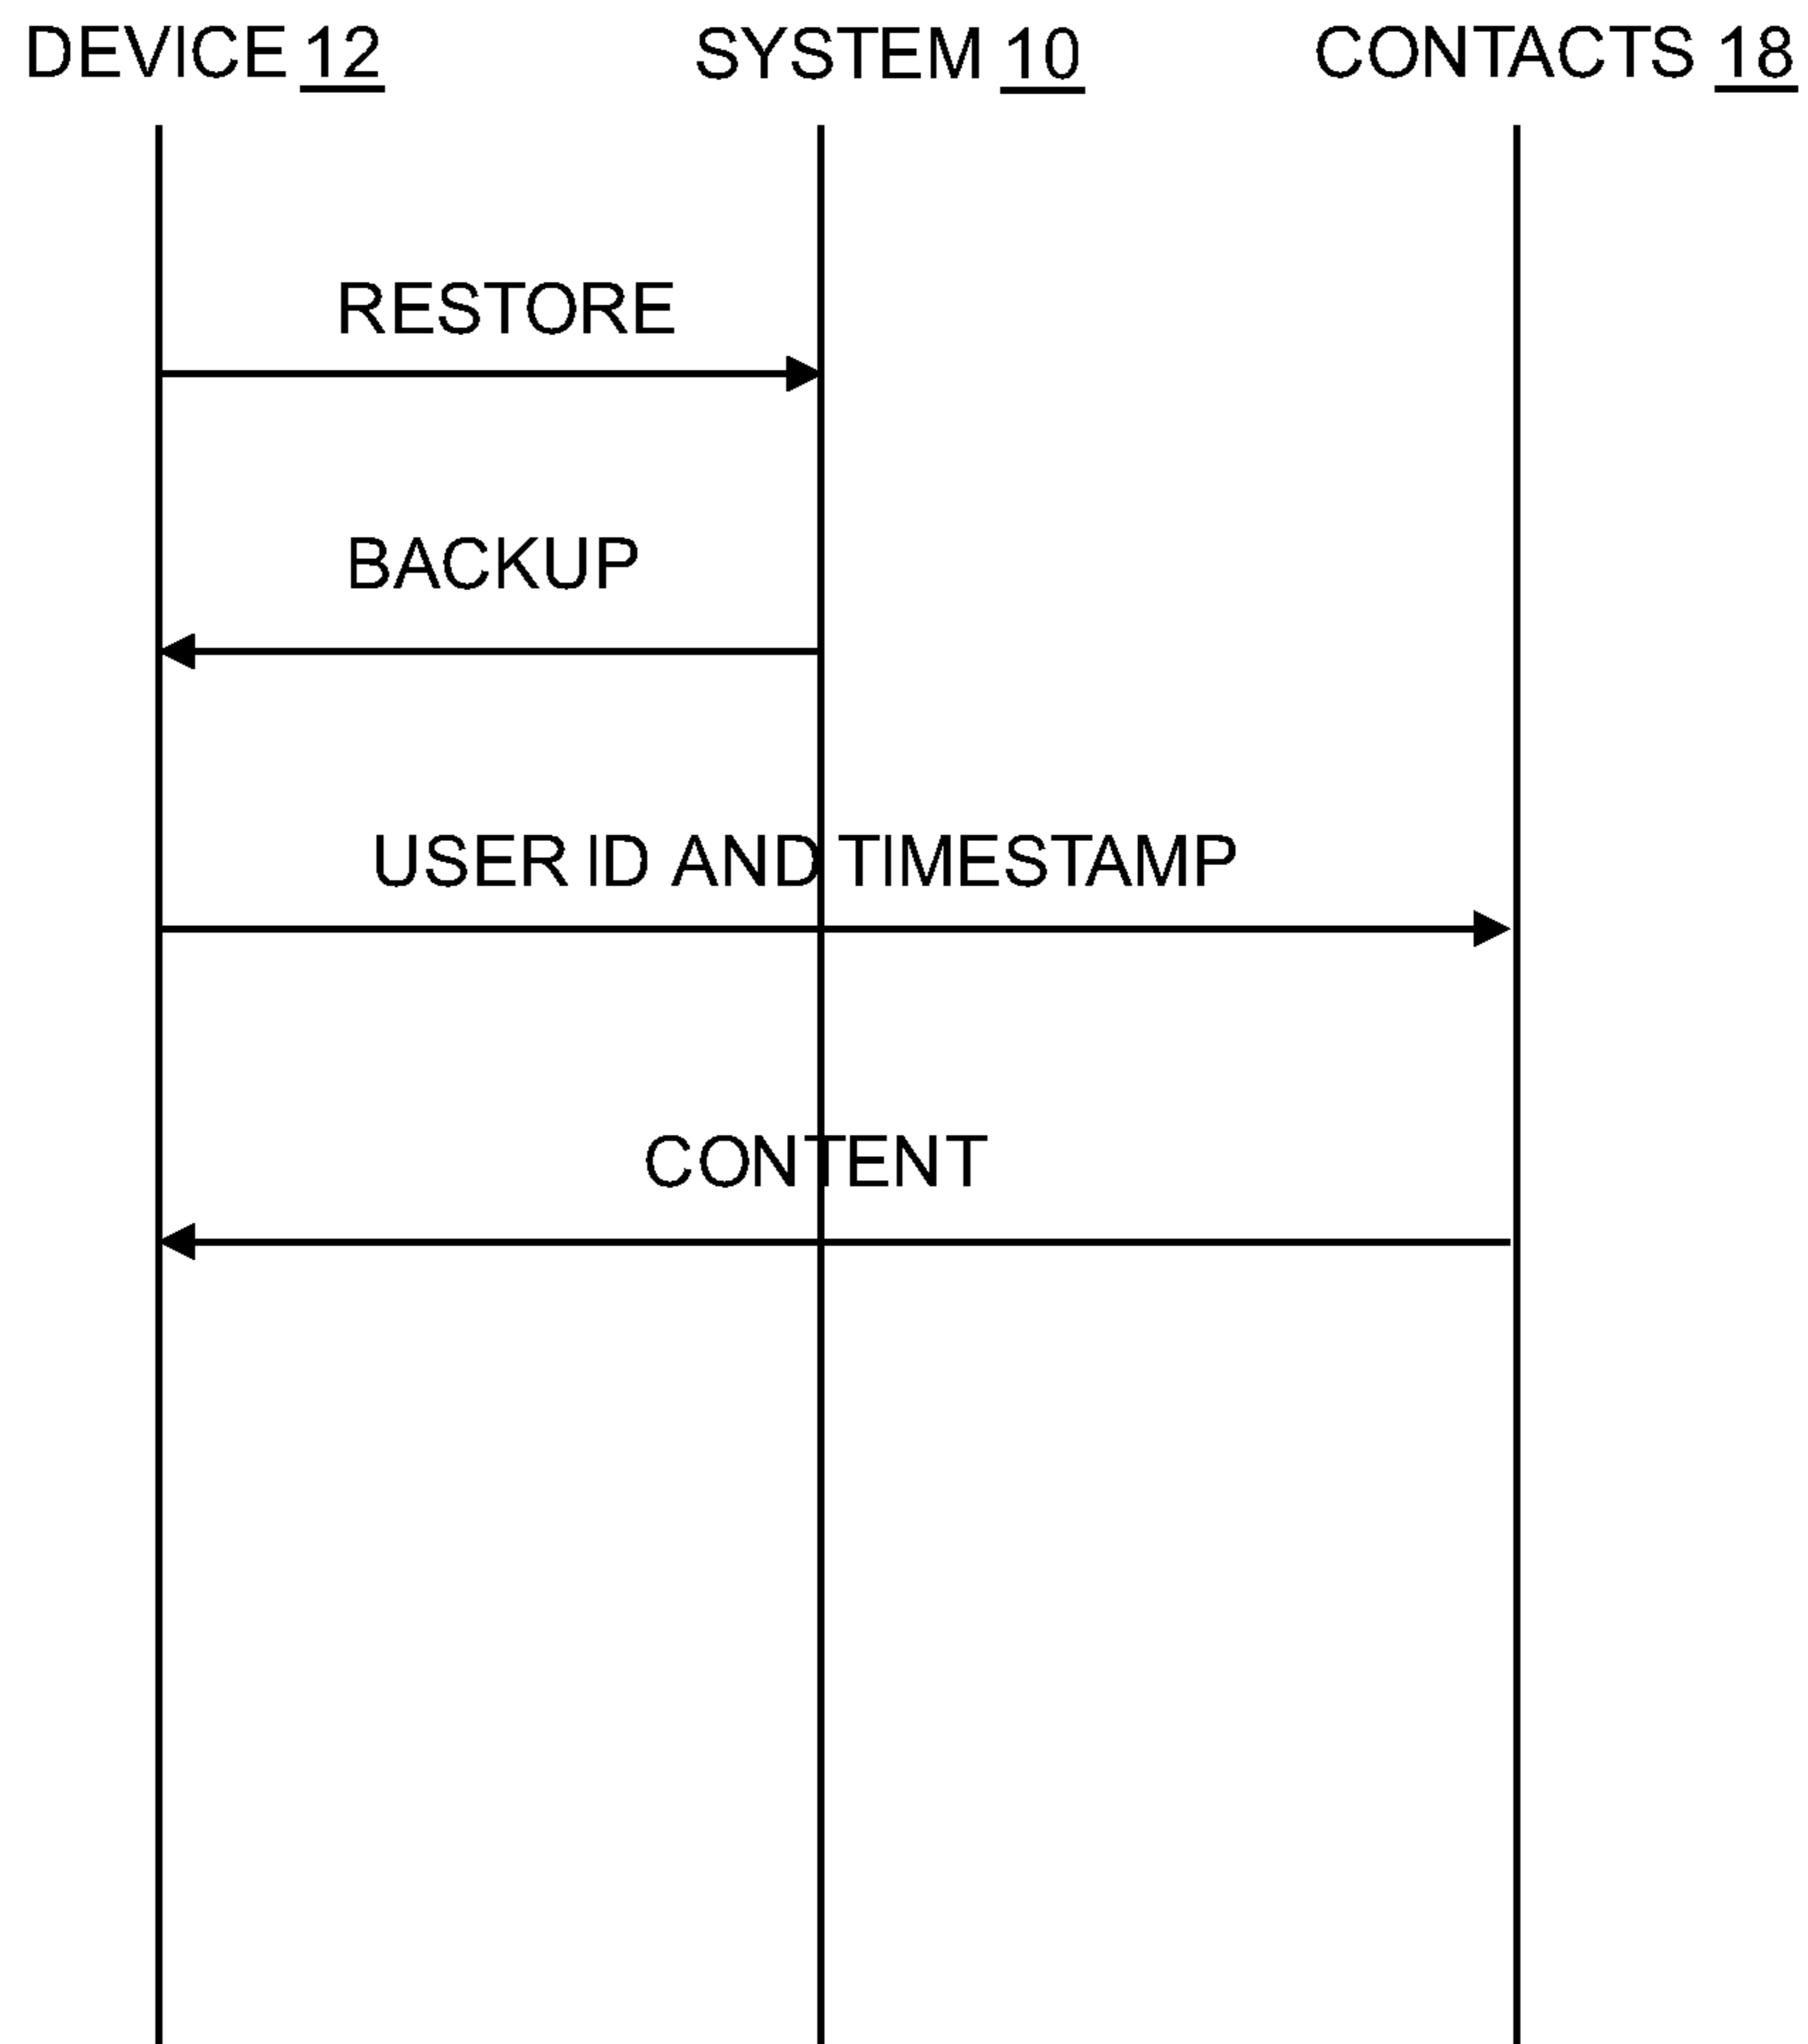 DEVICE 12 SYSTEM 10 CONTACTS 18
RESTORE
BACKUP
USER ID AND TIMESTAMP
CONTENT